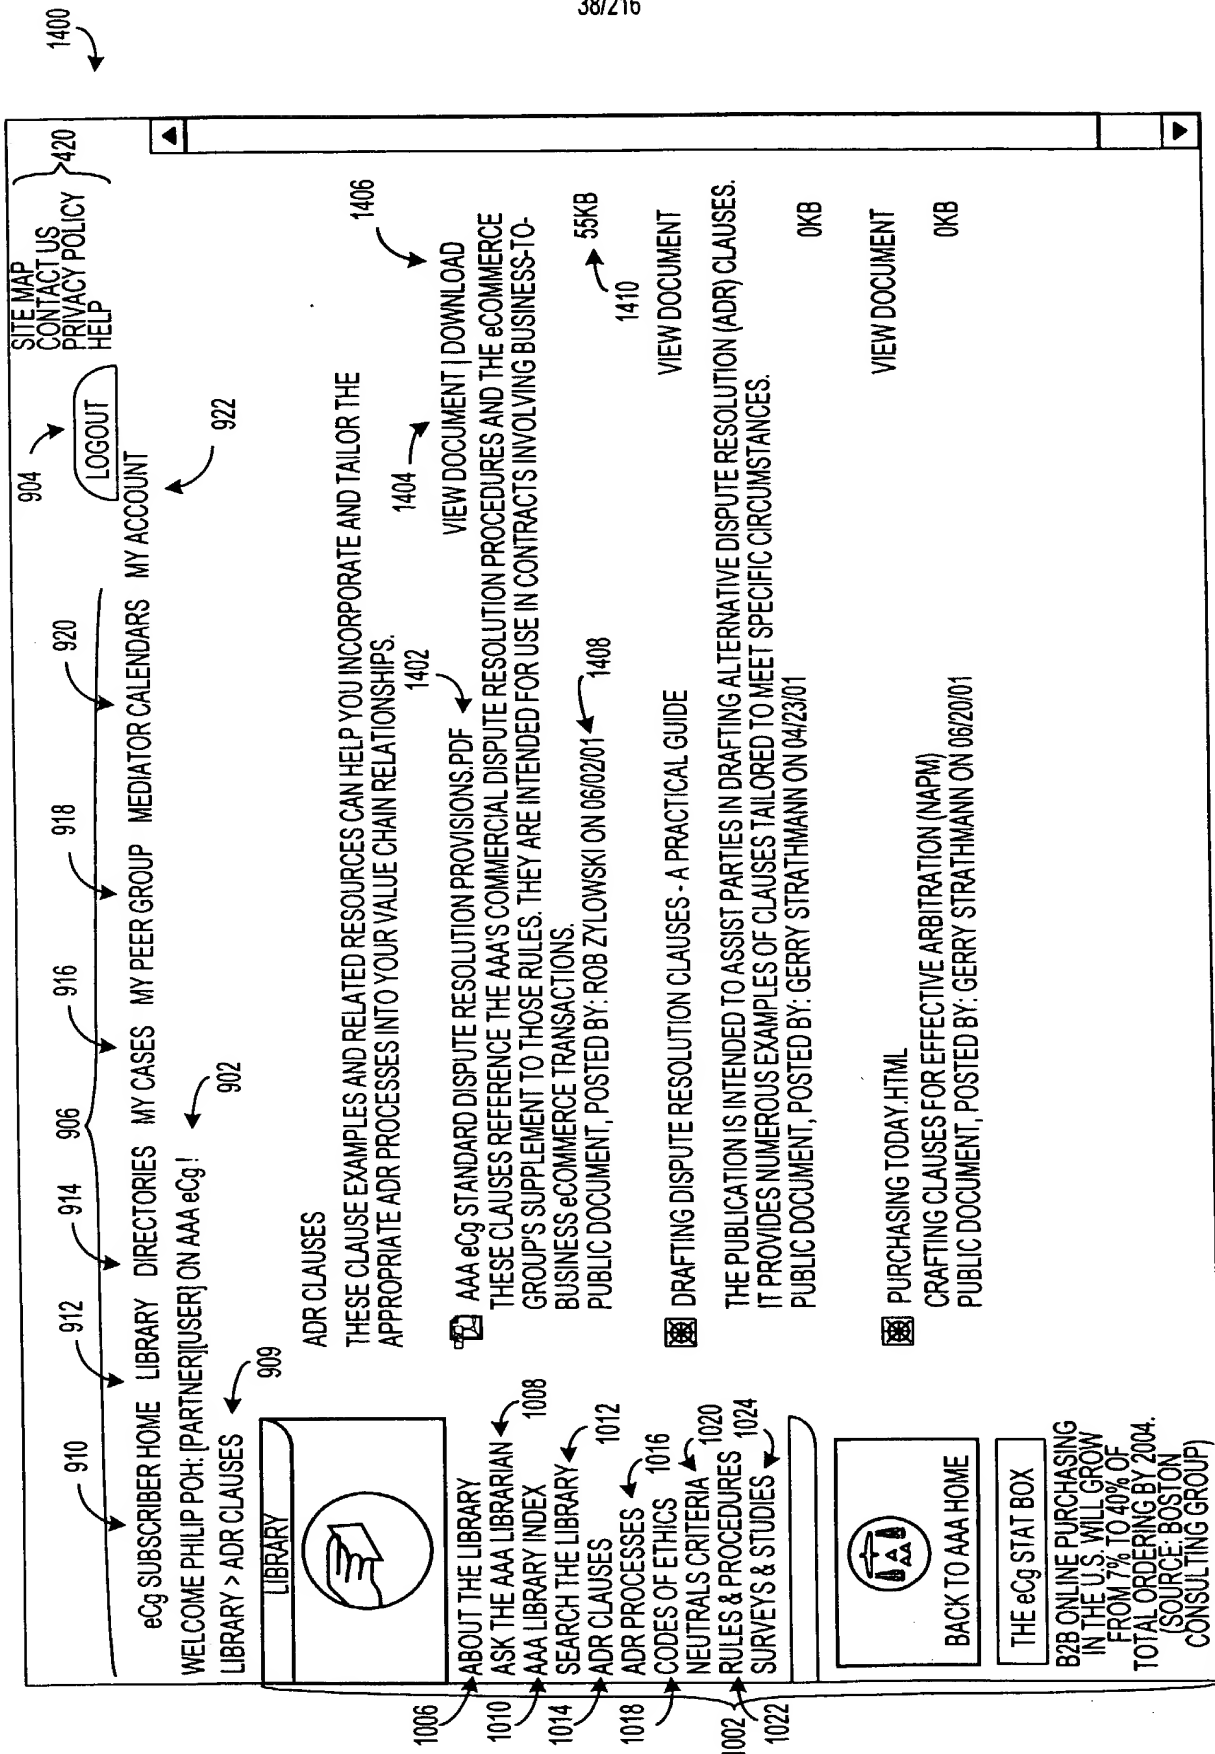 38/216
1400
SITE MAP
CONTACT US
PRIVACY POLICY
HELP
420
904
LOGOUT
906
910
912
914
916
918
920
922
eCg SUBSCRIBER HOME LIBRARY DIRECTORIES MY CASES MY PEER GROUP MEDIATOR CALENDARS MY ACCOUNT
WELCOME PHILIP POH: [PARTNER][USER] ON AAA eCg !
902
LIBRARY > ADR CLAUSES
909
LIBRARY
1006
ABOUT THE LIBRARY
ASK THE AAA LIBRARIAN
1008
1010
AAA LIBRARY INDEX
SEARCH THE LIBRARY
1012
1014
ADR CLAUSES
ADR PROCESSES
1016
1018
CODES OF ETHICS
NEUTRALS CRITERIA
1020
1002
RULES & PROCEDURES
1022
SURVEYS & STUDIES
1024
BACK TO AAA HOME
THE eCg STAT BOX
B2B ONLINE PURCHASING
IN THE U.S. WILL GROW
FROM 7% TO 40% OF
TOTAL ORDERING BY 2004.
(SOURCE: BOSTON
CONSULTING GROUP)
ADR CLAUSES
THESE CLAUSE EXAMPLES AND RELATED RESOURCES CAN HELP YOU INCORPORATE AND TAILOR THE
APPROPRIATE ADR PROCESSES INTO YOUR VALUE CHAIN RELATIONSHIPS.
1402
1404
1406
AAA eCg STANDARD DISPUTE RESOLUTION PROVISIONS.PDF VIEW DOCUMENT | DOWNLOAD
THESE CLAUSES REFERENCE THE AAA'S COMMERCIAL DISPUTE RESOLUTION PROCEDURES AND THE eCOMMERCE
GROUP'S SUPPLEMENT TO THOSE RULES. THEY ARE INTENDED FOR USE IN CONTRACTS INVOLVING BUSINESS-TO-
BUSINESS eCOMMERCE TRANSACTIONS.
PUBLIC DOCUMENT, POSTED BY: ROB ZYLOWSKI ON 06/02/01
1408
55KB
1410
DRAFTING DISPUTE RESOLUTION CLAUSES - A PRACTICAL GUIDE VIEW DOCUMENT
THE PUBLICATION IS INTENDED TO ASSIST PARTIES IN DRAFTING ALTERNATIVE DISPUTE RESOLUTION (ADR) CLAUSES.
IT PROVIDES NUMEROUS EXAMPLES OF CLAUSES TAILORED TO MEET SPECIFIC CIRCUMSTANCES.
PUBLIC DOCUMENT, POSTED BY: GERRY STRATHMANN ON 04/23/01 0KB
PURCHASING TODAY.HTML VIEW DOCUMENT
CRAFTING CLAUSES FOR EFFECTIVE ARBITRATION (NAPM)
PUBLIC DOCUMENT, POSTED BY: GERRY STRATHMANN ON 06/20/01 0KB